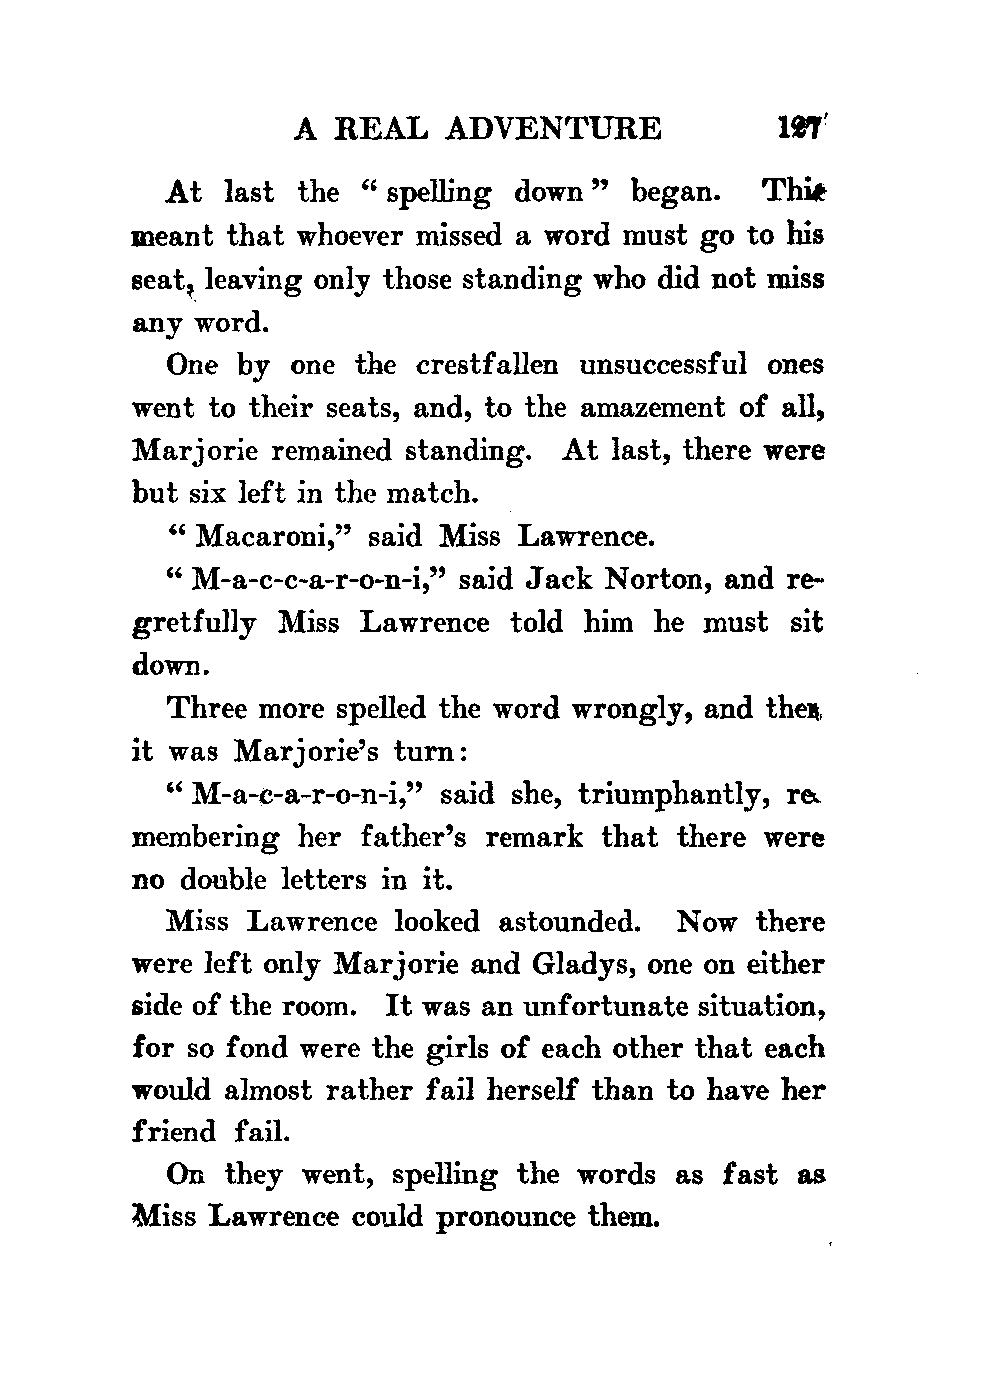 A REAL ADVENTURE 127
At last the “ spelling down ” began. This
meant that whoever missed a word must go to his
seat, leaving only those standing who did not miss
any word.
One by one the crestfallen unsuccessful ones
went to their seats, and, to the amazement of all,
Marjorie remained standing. At last, there were
but six left in the match.
“ Macaroni,” said Miss Lawrence.
“ M-a-c-c-a-r-o-n-i,” said Jack Norton, and re-
gretfully Miss Lawrence told him he must sit
down.
Three more spelled the word wrongly, and then
it was Marjorie’s turn:
“ M-a-c-a-r-o-n-i,” said she, triumphantly, re-
membering her father’s remark that there were
no double letters in it.
Miss Lawrence looked astounded. Now there
were left only Marjorie and Gladys, one on either
side of the room. It was an unfortunate situation,
for so fond were the girls of each other that each
would almost rather fail herself than to have her
friend fail.
On they went, spelling the words as fast as
Miss Lawrence could pronounce them.